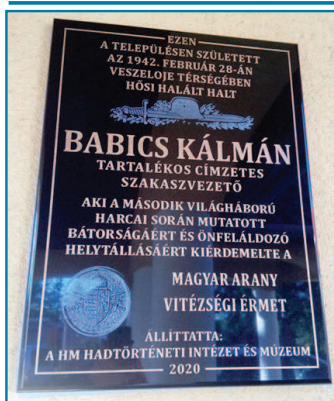 EZEN
A TELEPÜLÉSEN SZÜLETETT
AZ 1942. FEBRUÁR 28-ÁN
VESZELOJE TÉRSÉGÉBEN
HŐSI HALÁLT HALT
BABICS KÁLMÁN
TARTALÉKOS CÍMZETES
SZAKASZVEZETŐ
AKI A MÁSODIK VILÁGHÁBORÚ
HARCAI SORÁN MUTATOTT
BÁTORSÁGÁÉRT ÉS ÖNFELÁLDOZÓ
HELYTÁLLÁSÁÉRT KIÉRDEMELTE A
MAGYAR ARANY
VITÉZSÉGI ÉRMET
ÁLLÍTTATTA:
A HM HADTÖRTÉNETI INTÉZET ÉS MÚZEUM
2020